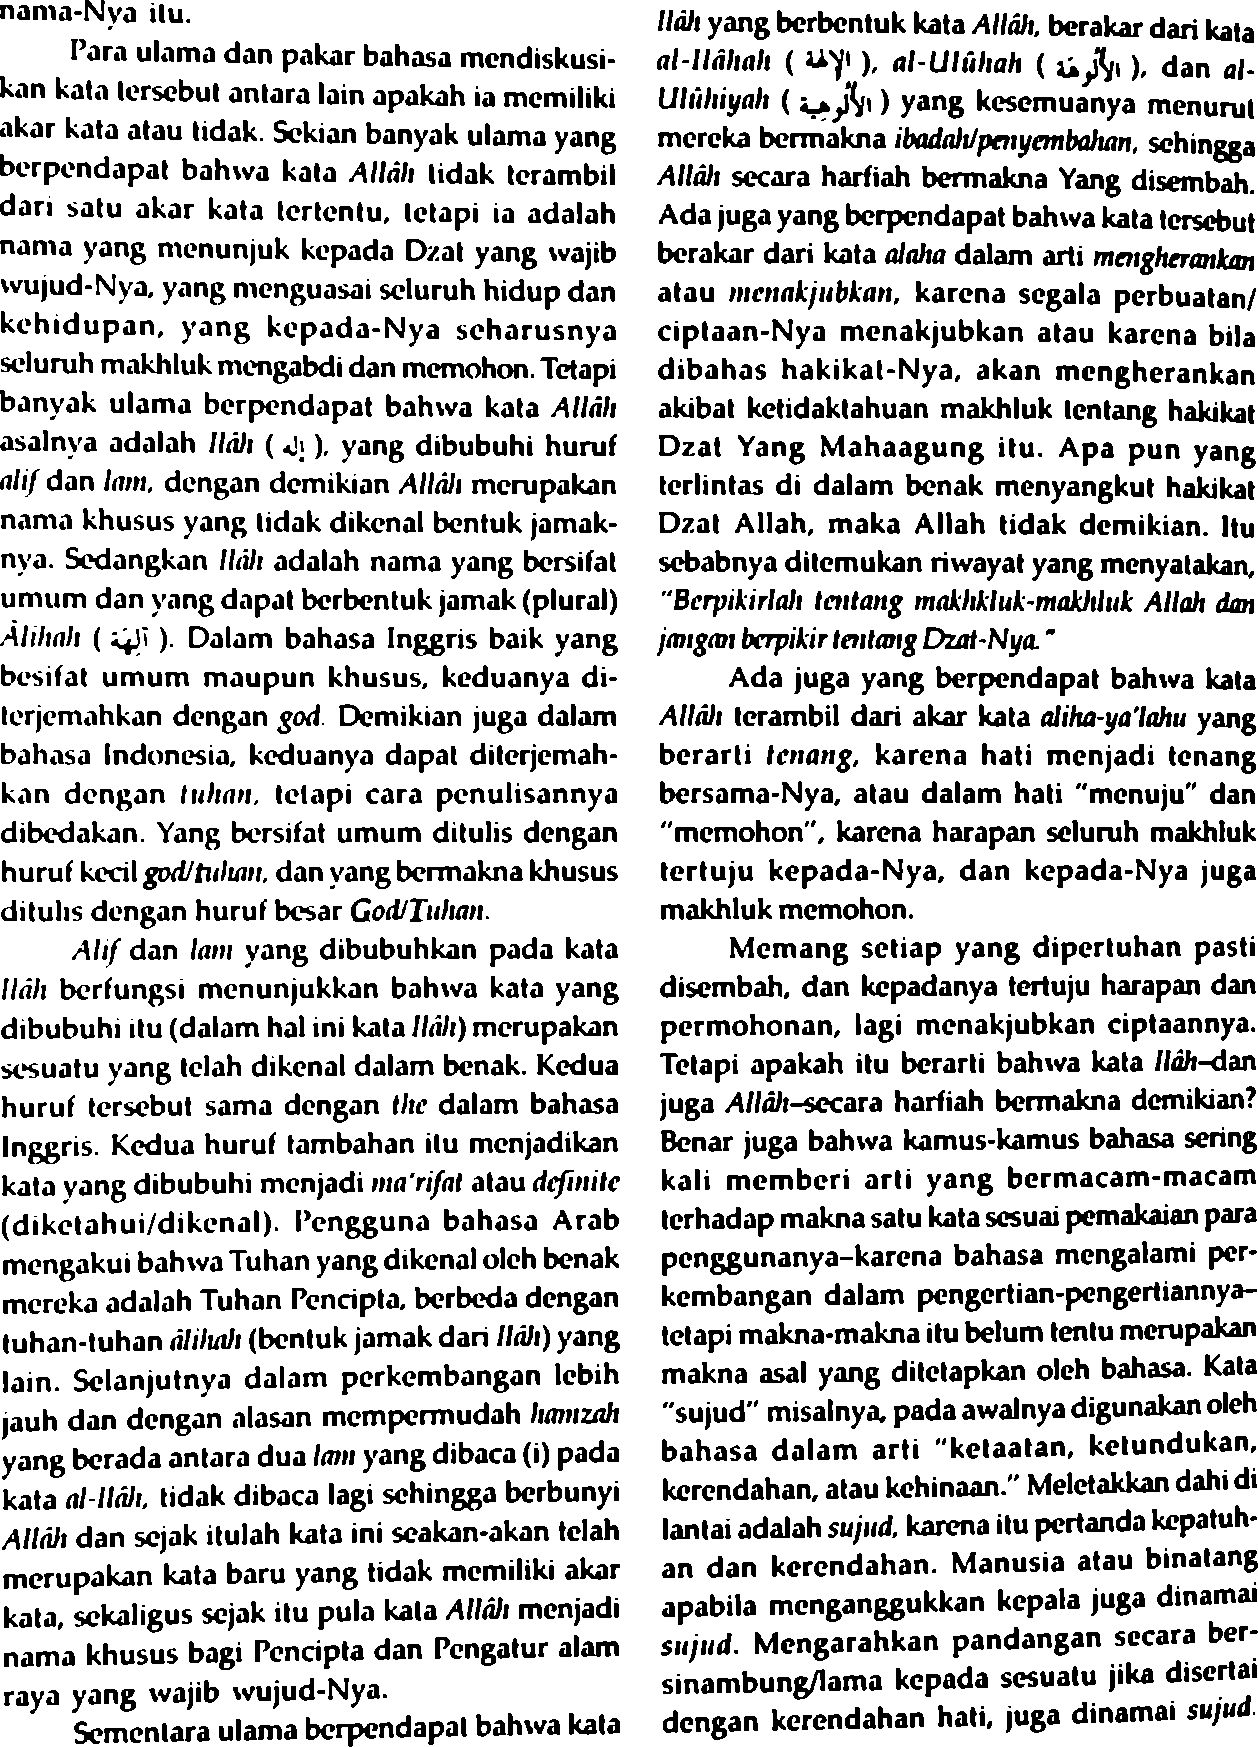 nama-Nya itu.
Para ulama dan pakar bahasa mendiskusi-
kan kata tersebut antara lain apakah ia memiliki
akar kata atau tidak. Sekian banyak ulama yang
berpendapat bahwa kata Allâh tidak terambil
dari satu akar kata tertentu, tetapi ia adalah
nama yang menunjuk kepada Dzat yang wajib
wujud-Nya, yang menguasai seluruh hidup dan
kehidupan, yang kepada-Nya seharusnya
seluruh makhluk mengabdi dan memohon. Tetapi
banyak ulama berpendapat bahwa kata Allâh
asalnya adalah Ilâh ( إله ), yang dibubuhi huruf
alif dan lam, dengan demikian Allâh merupakan
nama khusus yang tidak dikenal bentuk jamak-
nya. Sedangkan Ilâh adalah nama yang bersifat
umum dan yang dapat berbentuk jamak (plural)
Âlihah ( آلهة ). Dalam bahasa Inggris baik yang
besifat umum maupun khusus, keduanya di-
terjemahkan dengan god. Demikian juga dalam
bahasa Indonesia, keduanya dapat diterjemah-
kan dengan tuhan, tetapi cara penulisannya
dibedakan. Yang bersifat umum ditulis dengan
huruf kecil god/tuhan, dan yang bermakna khusus
ditulis dengan huruf besar God/Tuhan.
Alif dan lam yang dibubuhkan pada kata
Ilâh berfungsi menunjukkan bahwa kata yang
dibubuhi itu (dalam hal ini kata Ilâh) merupakan
sesuatu yang telah dikenal dalam benak. Kedua
huruf tersebut sama dengan the dalam bahasa
Inggris. Kedua huruf tambahan itu menjadikan
kata yang dibubuhi menjadi ma'rifat atau definite
(diketahui/dikenal). Pengguna bahasa Arab
mengakui bahwa Tuhan yang dikenal oleh benak
mereka adalah Tuhan Pencipta, berbeda dengan
tuhan-tuhan âlihah (bentuk jamak dari Ilâh) yang
lain. Selanjutnya dalam perkembangan lebih
jauh dan dengan alasan mempermudah hamzah
yang berada antara dua lam yang dibaca (i) pada
kata al-Ilâh, tidak dibaca lagi sehingga berbunyi
Allâh dan sejak itulah kata ini seakan-akan telah
merupakan kata baru yang tidak memiliki akar
kata, sekaligus sejak itu pula kata Allâh menjadi
nama khusus bagi Pencipta dan Pengatur alam
raya yang wajib wujud-Nya.
Sementara ulama berpendapat bahwa kata
Ilâh yang berbentuk kata Allâh, berakar dari kata
al-Ilâhah ( الإلهة ), al-Ulûhah ( الألوهة ), dan al-
Ulûhiyah ( الألوهية ) yang kesemuanya menurut
mereka bermakna ibadah/penyembahan, sehingga
Allâh secara harfiah bermakna Yang disembah.
Ada juga yang berpendapat bahwa kata tersebut
berakar dari kata alaha dalam arti mengherankan
atau menakjubkan, karena segala perbuatan/
ciptaan-Nya menakjubkan atau karena bila
dibahas hakikat-Nya, akan mengherankan
akibat ketidaktahuan makhluk tentang hakikat
Dzat Yang Mahaagung itu. Apa pun yang
terlintas di dalam benak menyangkut hakikat
Dzat Allah, maka Allah tidak demikian. Itu
sebabnya ditemukan riwayat yang menyatakan,
"Berpikirlah tentang makhkluk-makhluk Allah dan
jangan berpikir tentang Dzat-Nya."
Ada juga yang berpendapat bahwa kata
Allâh terambil dari akar kata aliha-ya'lahu yang
berarti tenang, karena hati menjadi tenang
bersama-Nya, atau dalam hati "menuju" dan
"memohon", karena harapan seluruh makhluk
tertuju kepada-Nya, dan kepada-Nya juga
makhluk memohon.
Memang setiap yang dipertuhan pasti
disembah, dan kepadanya tertuju harapan dan
permohonan, lagi menakjubkan ciptaannya.
Tetapi apakah itu berarti bahwa kata Ilâh–dan
juga Allâh–secara harfiah bermakna demikian?
Benar juga bahwa kamus-kamus bahasa sering
kali memberi arti yang bermacam-macam
terhadap makna satu kata sesuai pemakaian para
penggunanya–karena bahasa mengalami per-
kembangan dalam pengertian-pengertiannya–
tetapi makna-makna itu belum tentu merupakan
makna asal yang ditetapkan oleh bahasa. Kata
"sujud" misalnya, pada awalnya digunakan oleh
bahasa dalam arti "ketaatan, ketundukan,
kerendahan, atau kehinaan." Meletakkan dahi di
lantai adalah sujud, karena itu pertanda kepatuh-
an dan kerendahan. Manusia atau binatang
apabila menganggukkan kepala juga dinamai
sujud. Mengarahkan pandangan secara ber-
sinambung/lama kepada sesuatu jika disertai
dengan kerendahan hati, juga dinamai sujud.